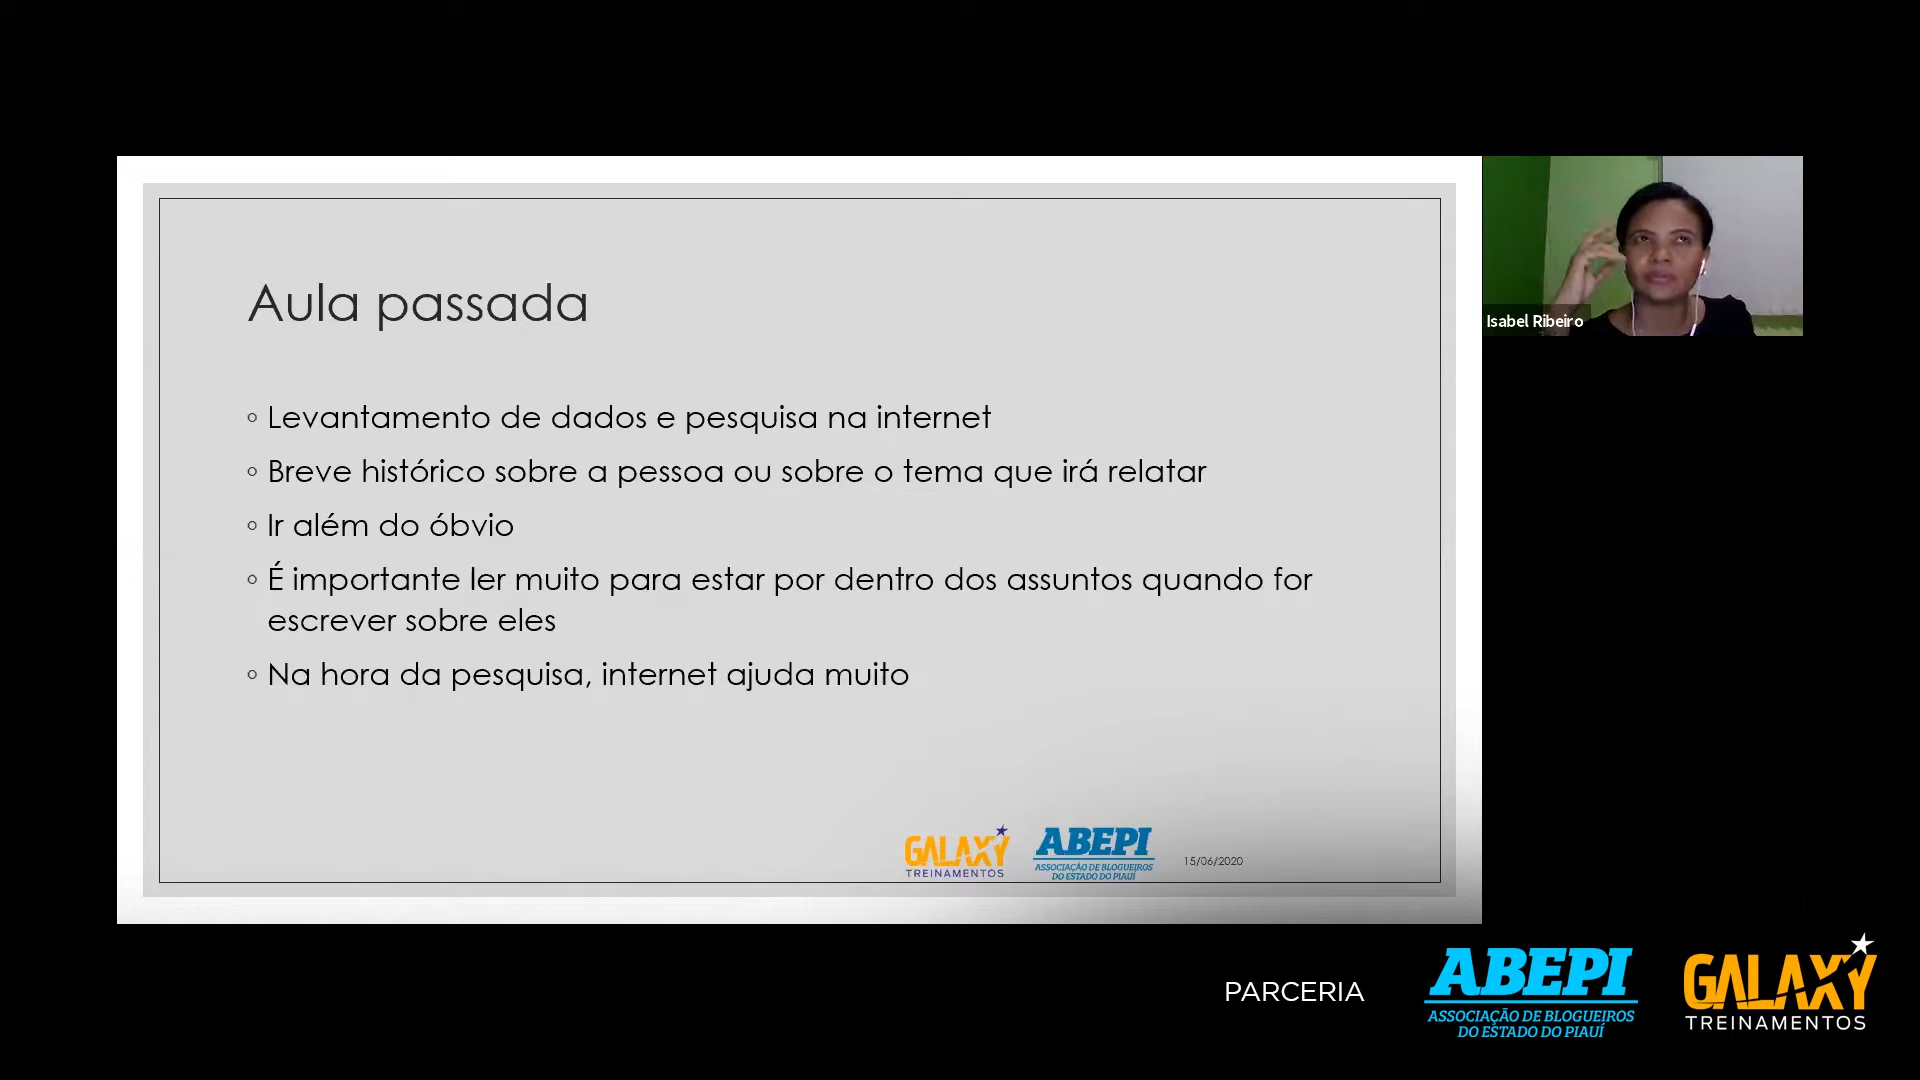 Aula passada
◦ Levantamento de dados e pesquisa na internet
◦ Breve histórico sobre a pessoa ou sobre o tema que irá relatar
◦ Ir além do óbvio
◦ É importante ler muito para estar por dentro dos assuntos quando for
escrever sobre eles
◦ Na hora da pesquisa, internet ajuda muito
GALAXY
TREINAMENTOS
ABEPI
ASSOCIAÇÃO DE BLOGUEIROS
DO ESTADO DO PIAUÍ
15/06/2020
Isabel Ribeiro
PARCERIA
ABEPI
ASSOCIAÇÃO DE BLOGUEIROS
DO ESTADO DO PIAUÍ
GALAXY
TREINAMENTOS